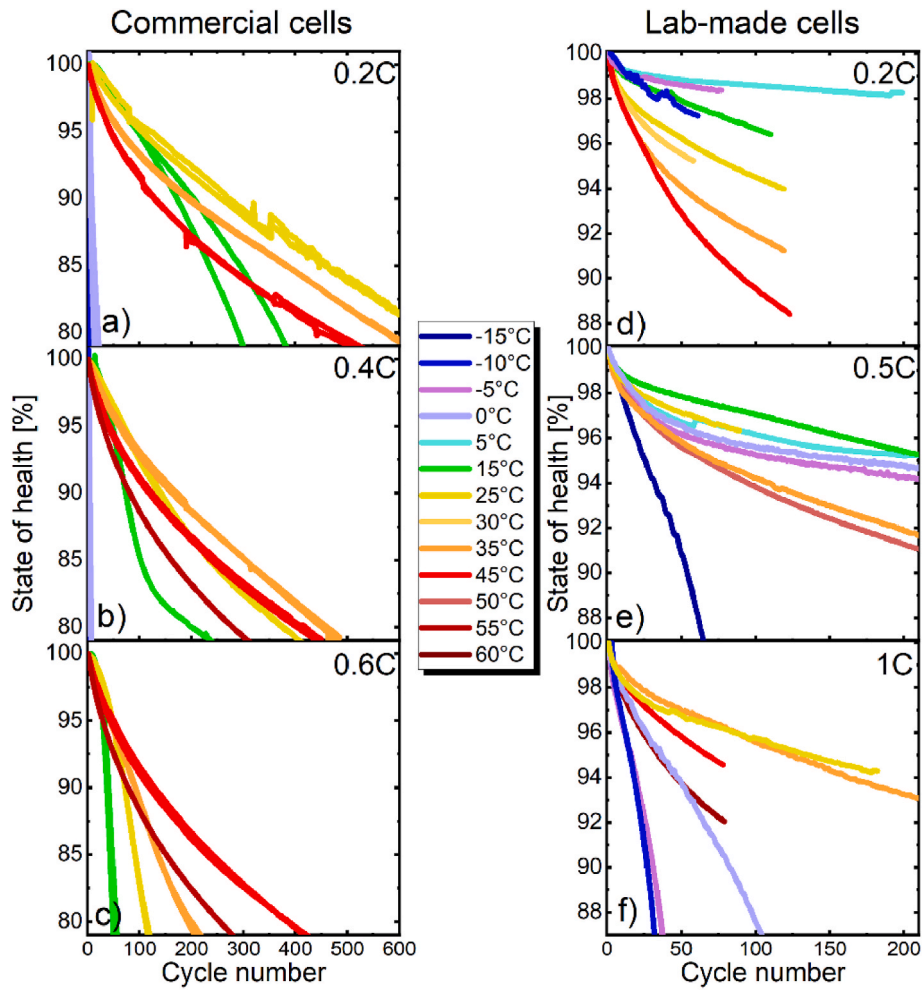 Commercial cells
Lab-made cells
100
95
90
85
80
0.2C
a)
100
95
90
85
80
0.4C
b)
100
95
90
85
80
0.6C
c)
0 100 200 300 400 500 600
Cycle number
State of health [%]
-15°C
-10°C
-5°C
0°C
5°C
15°C
25°C
30°C
35°C
45°C
50°C
55°C
60°C
100
98
96
94
92
90
88
0.2C
d)
100
98
96
94
92
90
88
0.5C
e)
100
98
96
94
92
90
88
1C
f)
0 50 100 150 200
Cycle number
State of health [%]